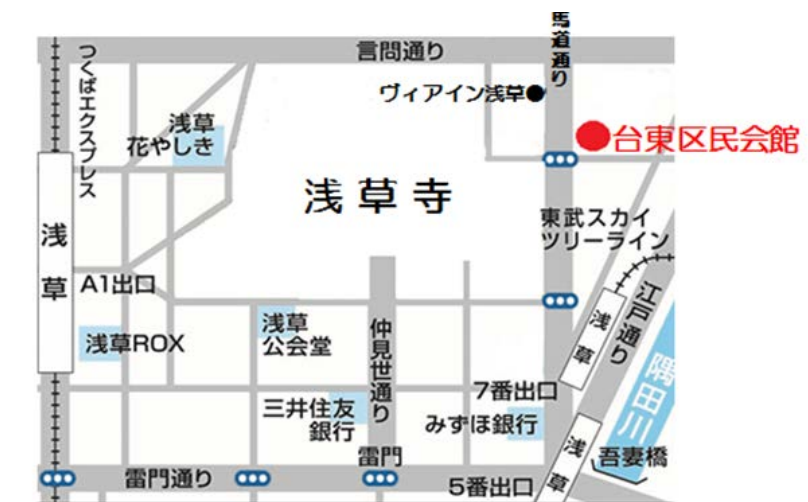 馬道通り
言問通り
つくばエクスプレス
ヴィアイン浅草
浅草
花やしき
台東区民会館
浅草寺
東武スカイ
ツリーライン
浅草
A1出口
江戸通り
浅草
浅草ROX
浅草
公会堂
仲見世通り
隅田川
7番出口
三井住友
銀行
みずほ銀行
雷門
浅草
吾妻橋
雷門通り
5番出口